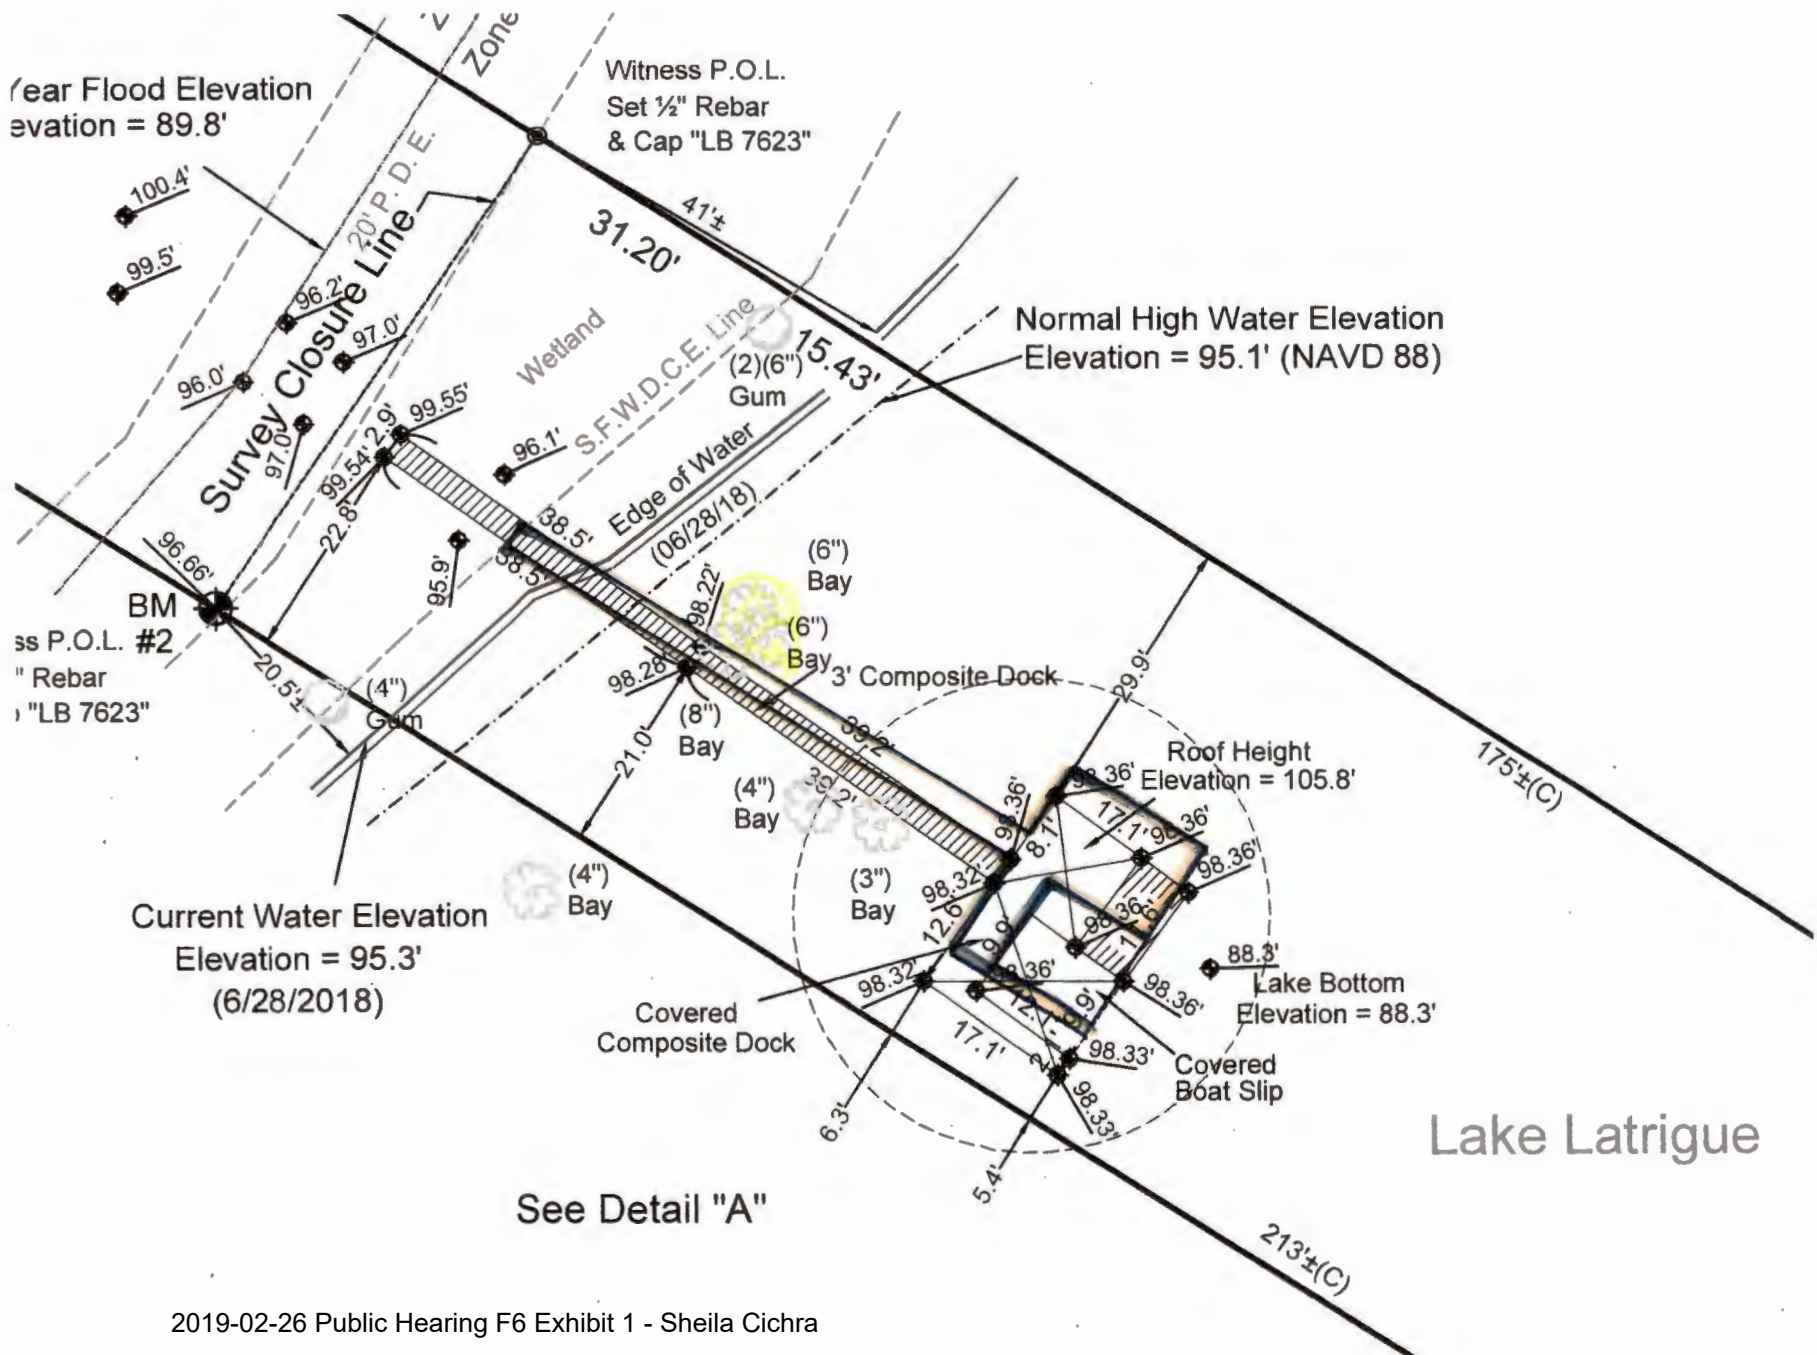 Zone
Witness P.O.L.
Set ½" Rebar
& Cap "LB 7623"
Year Flood Elevation
evation = 89.8'
20' P.D.E.
Survey Closure Line
100.4'
99.5'
96.2'
97.0'
96.0'
97.0'
41'±
31.20'
15.43'
Wetland
S.F.W.D.C.E. Line
(2)(6")
Gum
Normal High Water Elevation
Elevation = 95.1' (NAVD 88)
2.9'
99.55'
99.54'
96.1'
22.8'
95.9'
38.5'
38.5'
Edge of Water
(06/28/18)
96.66'
BM
#2
ss P.O.L.
" Rebar
"LB 7623"
20.5'±
(4")
Gum
98.22'
98.28'
(6")
Bay
(6")
Bay
3' Composite Dock
(8")
Bay
21.0'
39.2'
39.2'
29.9'
(4")
Bay
(3")
Bay
(4")
Bay
Roof Height
Elevation = 105.8'
175'±(C)
98.36'
98.36'
8.1'
17.1'
98.36'
98.36'
98.32'
12.6'
9.9'
98.36'
98.32'
98.36'
98.36'
88.3'
Lake Bottom
Elevation = 88.3'
Current Water Elevation
Elevation = 95.3'
(6/28/2018)
Covered
Composite Dock
17.1'
98.33'
98.33'
Covered
Boat Slip
6.3'
5.4'
Lake Latrigue
See Detail "A"
213'±(C)
2019-02-26 Public Hearing F6 Exhibit 1 - Sheila Cichra